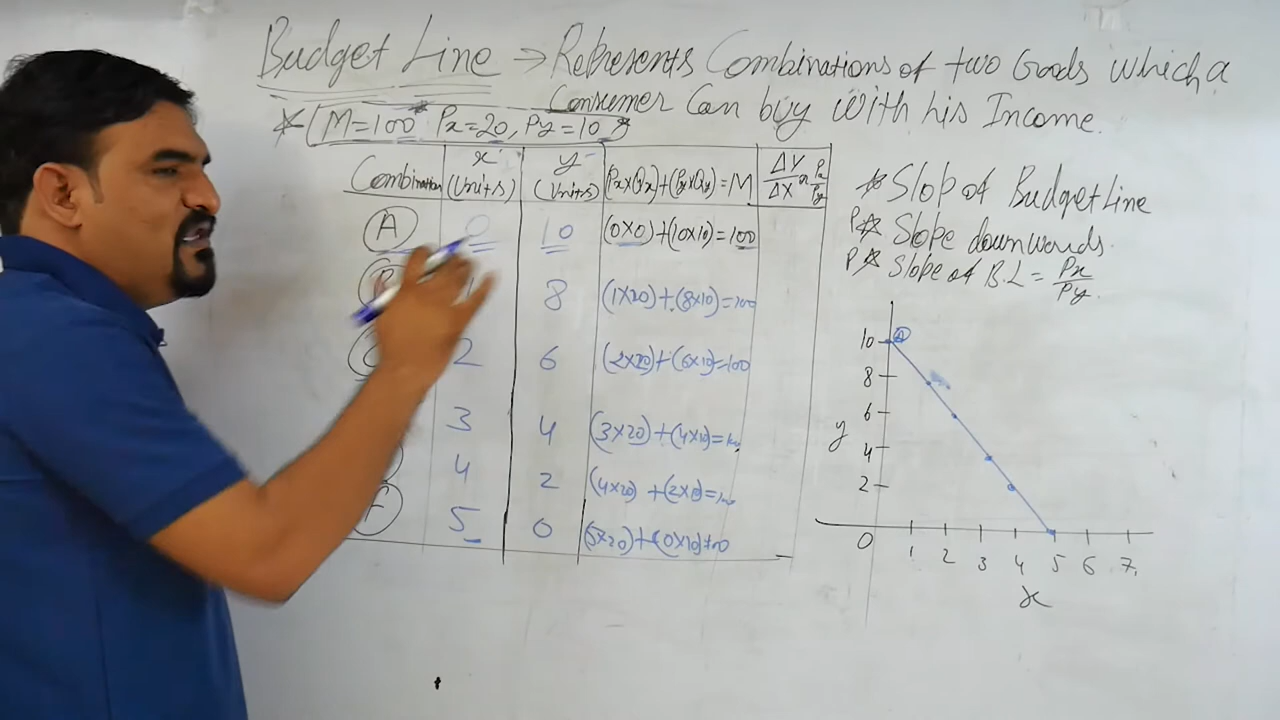 Budget Line → Represents Combinations of two Goods which a
Consumer Can buy with his Income.
* M=100 Px=20, Py=10
Combination x (Units) y (Units) (Px×Qx)+(Py×Qy)=M ΔY/ΔX Px/Py
A 0 10 (0×0)+(10×10)=100
B 1 8 (1×20)+(8×10)=100
C 2 6 (2×20)+(6×10)=100
3 4 (3×20)+(4×10)=100
4 2 (4×20)+(2×10)=100
F 5 0 (5×20)+(0×10)=100
* Slop of Budget Line
P* Slope downwards.
P* Slope of B.L = Px/Py
A
10
8
6
y
4
2
0 1 2 3 4 5 6 7
x